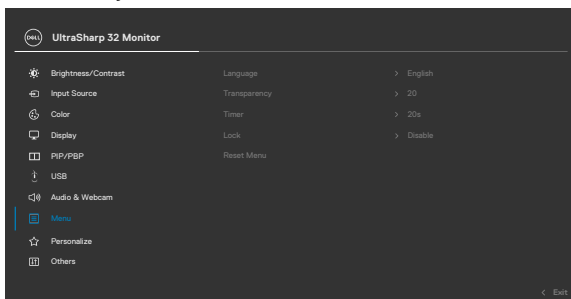 DELL UltraSharp 32 Monitor
Brightness/Contrast Language > English
Input Source Transparency > 20
Color Timer > 20s
Display Lock > Disable
PIP/PBP Reset Menu
USB
Audio & Webcam
Menu
Personalize
Others
< Exit